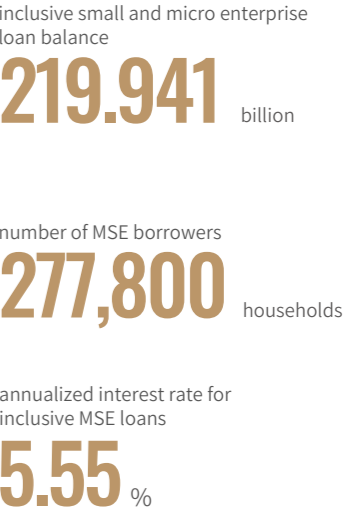 inclusive small and micro enterprise
loan balance
219.941 billion
number of MSE borrowers
277,800 households
annualized interest rate for
inclusive MSE loans
5.55 %